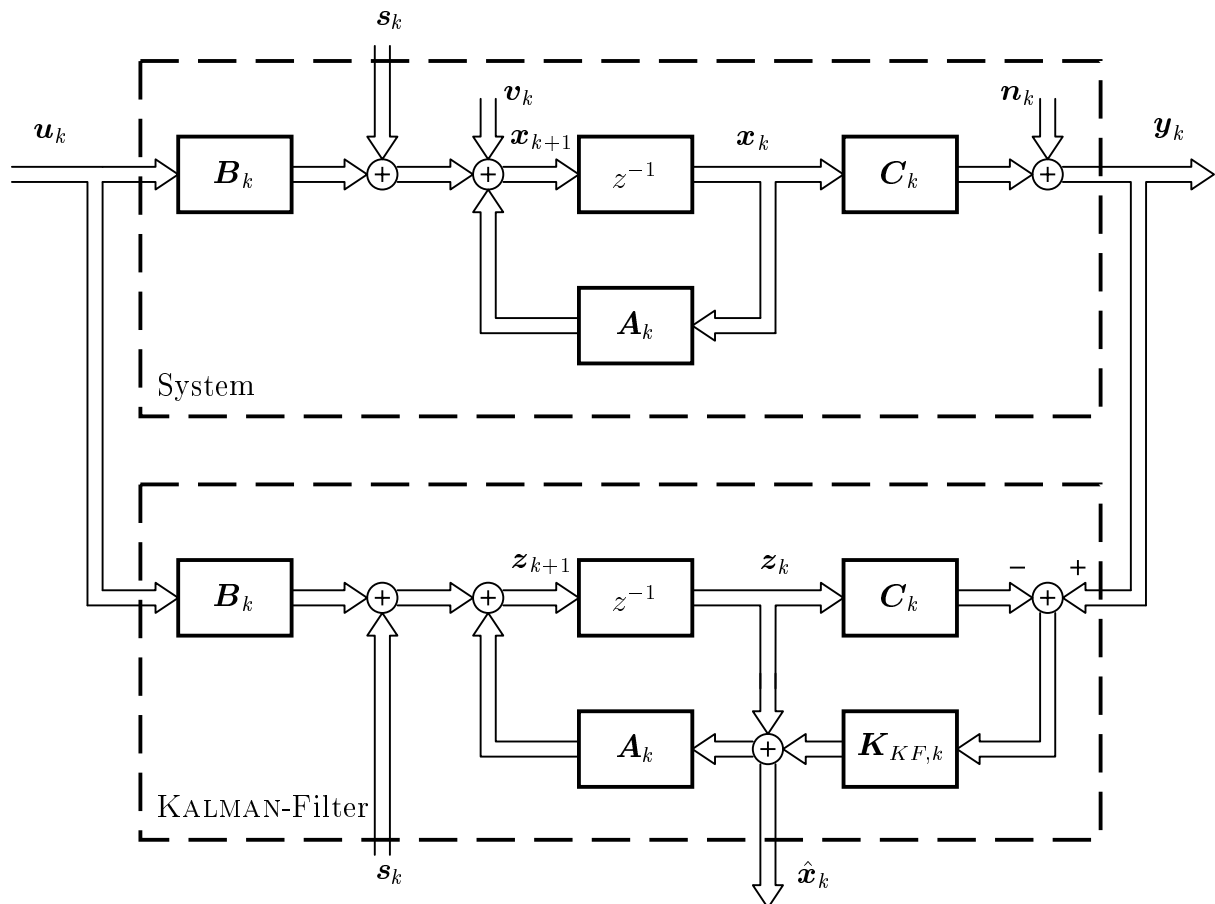 s_k
v_k
n_k
u_k
x_{k+1}
x_k
y_k
B_k
+
+
z^{-1}
C_k
+
A_k
System
z_{k+1}
z_k
−
+
B_k
+
+
z^{-1}
C_k
+
A_k
+
K_{KF,k}
KALMAN-Filter
s_k
x̂_k